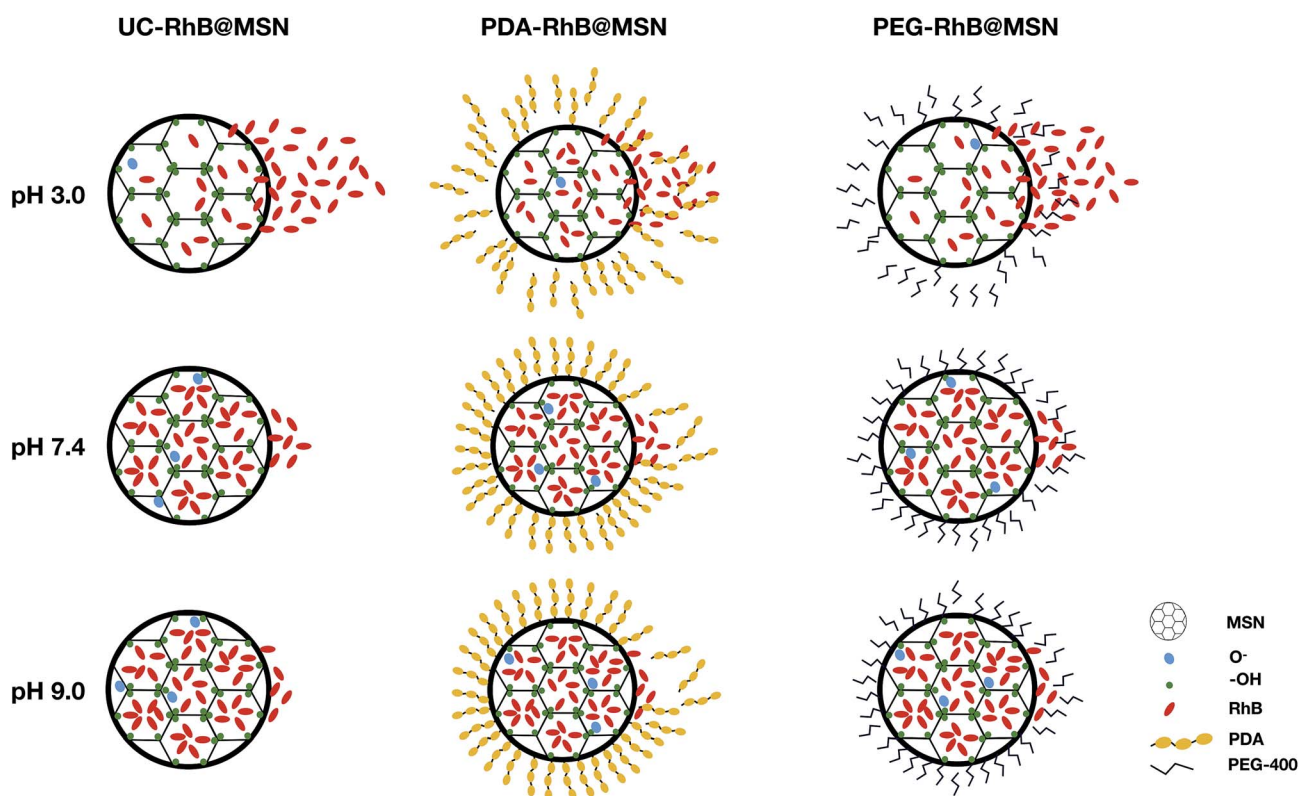 UC-RhB@MSN PDA-RhB@MSN PEG-RhB@MSN
pH 3.0
pH 7.4
pH 9.0
MSN
O⁻
-OH
RhB
PDA
PEG-400